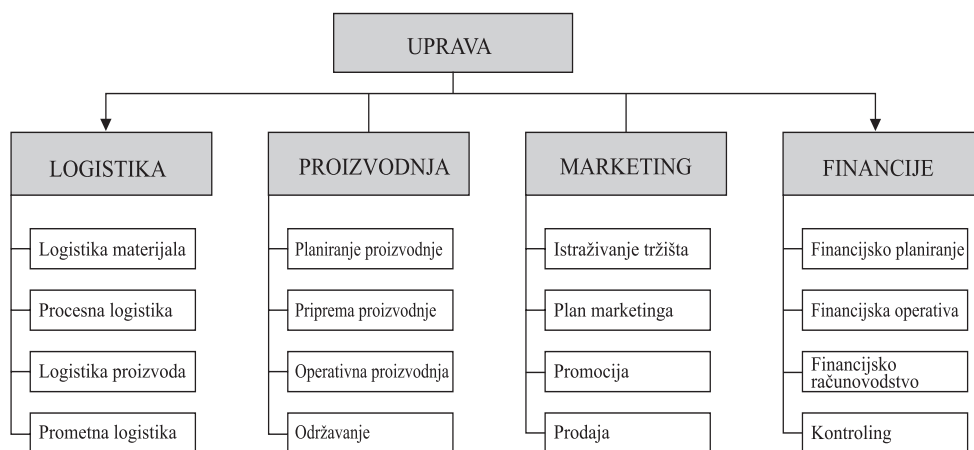 UPRAVA
LOGISTIKA
Logistika materijala
Procesna logistika
Logistika proizvoda
Prometna logistika
PROIZVODNJA
Planiranje proizvodnje
Priprema proizvodnje
Operativna proizvodnja
Održavanje
MARKETING
Istraživanje tržišta
Plan marketinga
Promocija
Prodaja
FINANCIJE
Financijsko planiranje
Financijska operativa
Financijsko
računovodstvo
Kontroling